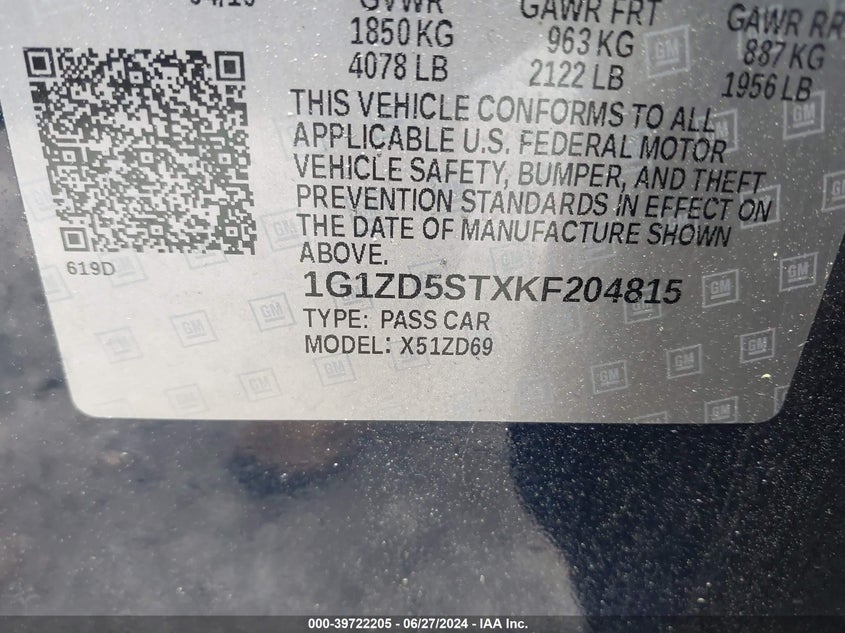 GVWR GAWR FRT GAWR RR
1850 KG 963 KG 887 KG
4078 LB 2122 LB 1956 LB
THIS VEHICLE CONFORMS TO ALL
APPLICABLE U.S. FEDERAL MOTOR
VEHICLE SAFETY, BUMPER, AND THEFT
PREVENTION STANDARDS IN EFFECT ON
THE DATE OF MANUFACTURE SHOWN
ABOVE.
619D
1G1ZD5STXKF204815
TYPE: PASS CAR
MODEL: X51ZD69
GM
000-39722205 - 06/27/2024 - IAA Inc.